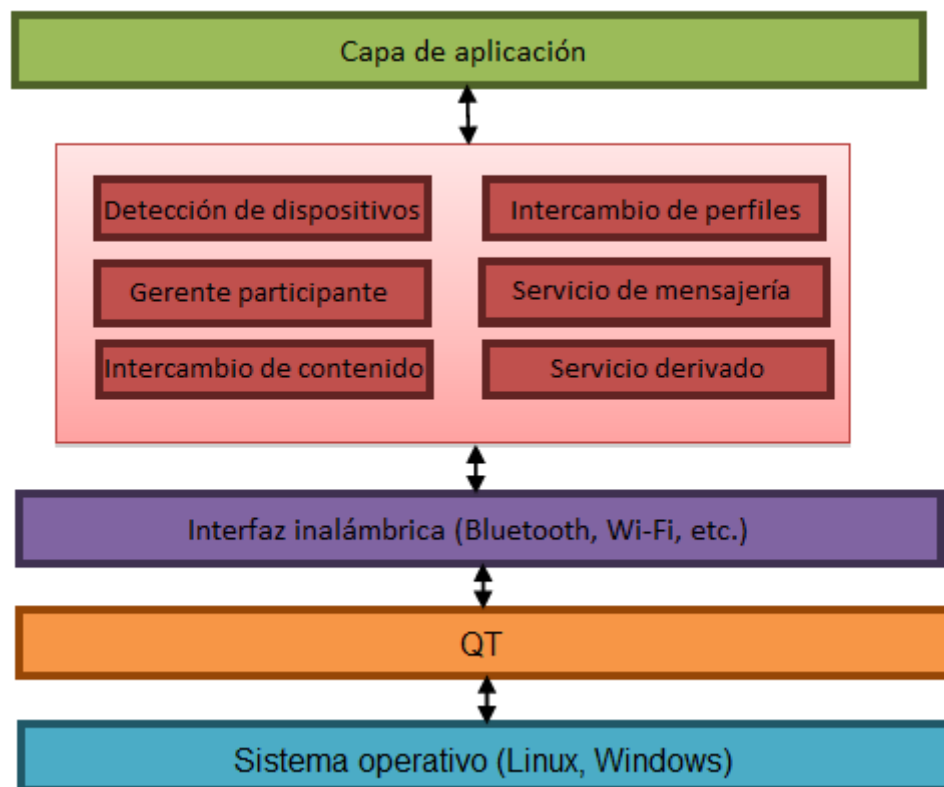 Capa de aplicación
Detección de dispositivos
Intercambio de perfiles
Gerente participante
Servicio de mensajería
Intercambio de contenido
Servicio derivado
Interfaz inalámbrica (Bluetooth, Wi-Fi, etc.)
QT
Sistema operativo (Linux, Windows)